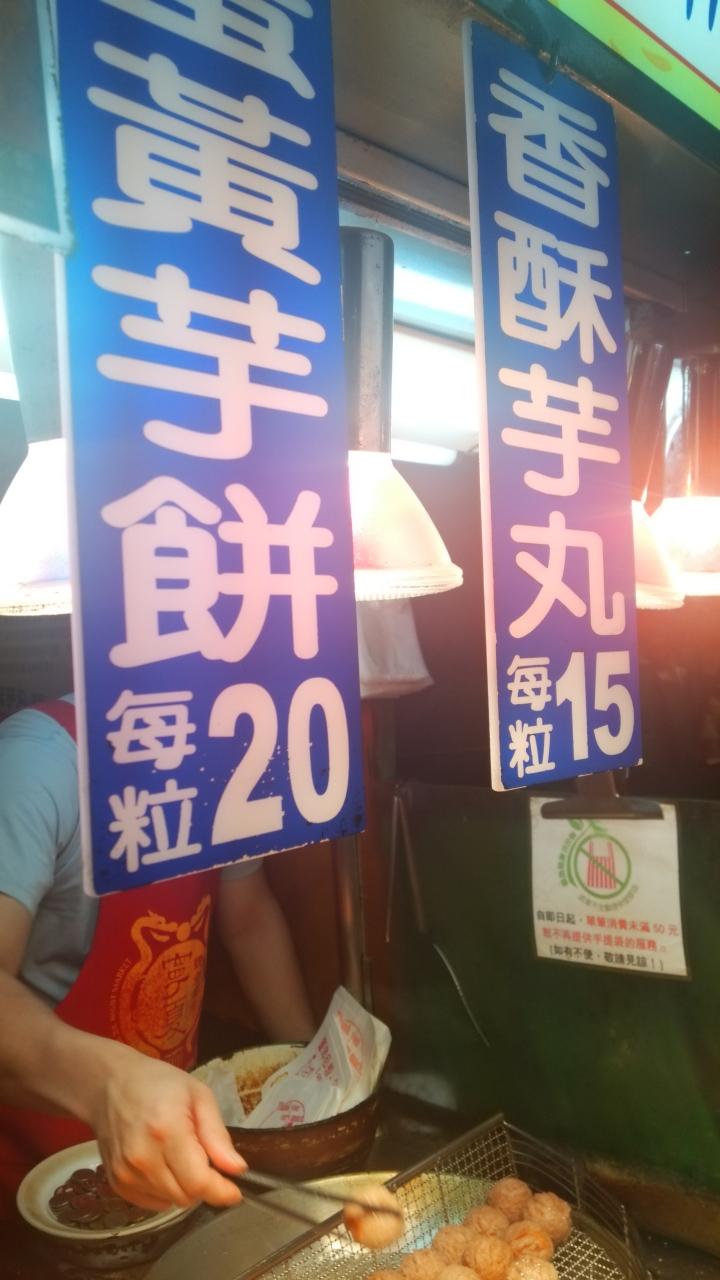 蛋黃芋餅
每粒20
香酥芋丸
每粒15
自即日起，單筆消費未滿 50 元
恕不再提供手提袋的服務。
(如有不便，敬請見諒！)